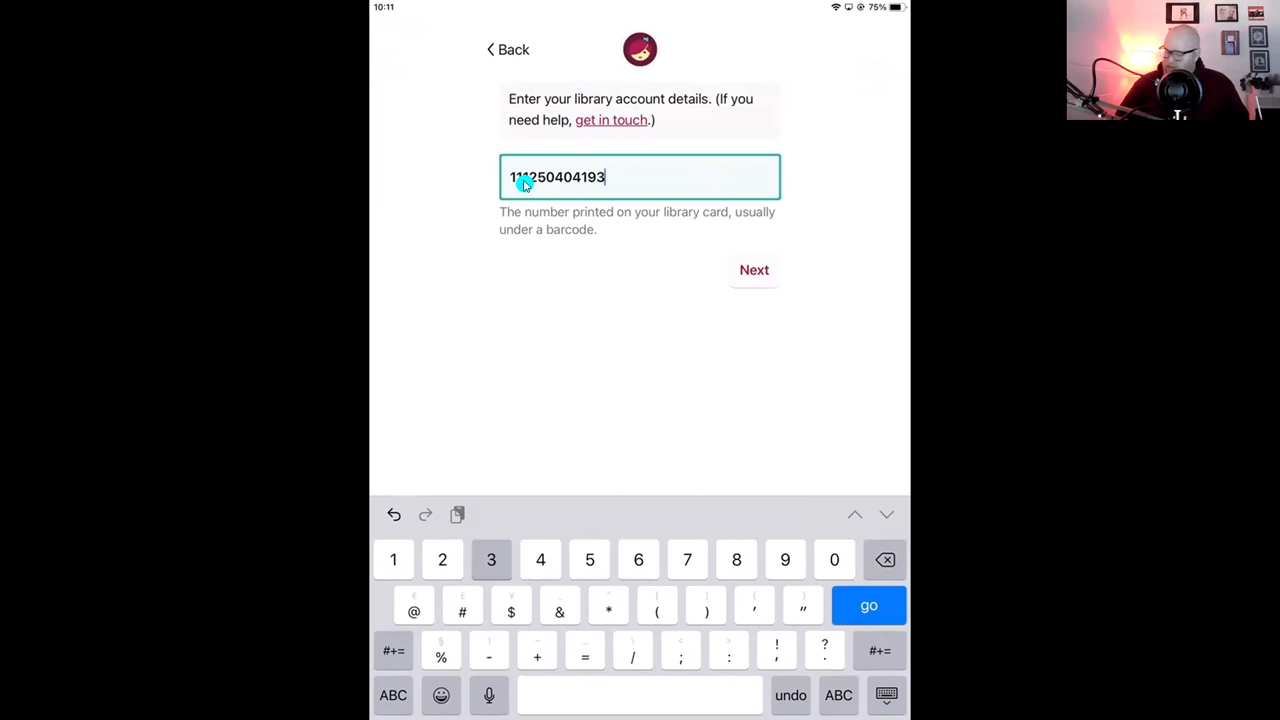 10:11
75%
Back
Enter your library account details. (If you
need help, get in touch.)
111250404193
The number printed on your library card, usually
under a barcode.
Next
1 2 3 4 5 6 7 8 9 0
@ # $ & * ( ) ' "
#+= % - + = / ; : ! , ? . #+=
ABC undo ABC
go